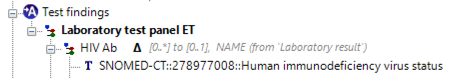 A Test findings
Laboratory test panel ET
HIV Ab Δ [0..*] to [0..1], NAME (from 'Laboratory result')
T SNOMED-CT::278977008::Human immunodeficiency virus status